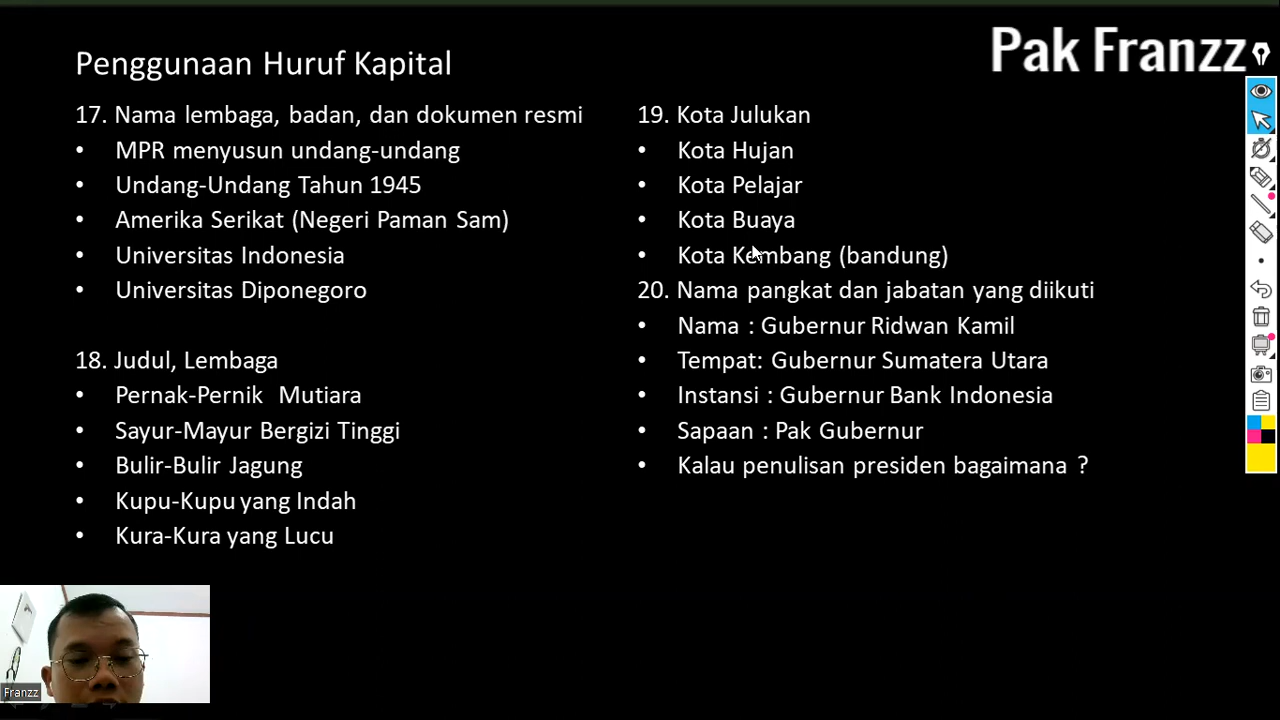 Penggunaan Huruf Kapital
Pak Franzz
17. Nama lembaga, badan, dan dokumen resmi
• MPR menyusun undang-undang
• Undang-Undang Tahun 1945
• Amerika Serikat (Negeri Paman Sam)
• Universitas Indonesia
• Universitas Diponegoro
18. Judul, Lembaga
• Pernak-Pernik Mutiara
• Sayur-Mayur Bergizi Tinggi
• Bulir-Bulir Jagung
• Kupu-Kupu yang Indah
• Kura-Kura yang Lucu
19. Kota Julukan
• Kota Hujan
• Kota Pelajar
• Kota Buaya
• Kota Kembang (bandung)
20. Nama pangkat dan jabatan yang diikuti
• Nama : Gubernur Ridwan Kamil
• Tempat: Gubernur Sumatera Utara
• Instansi : Gubernur Bank Indonesia
• Sapaan : Pak Gubernur
• Kalau penulisan presiden bagaimana ?
Franzz